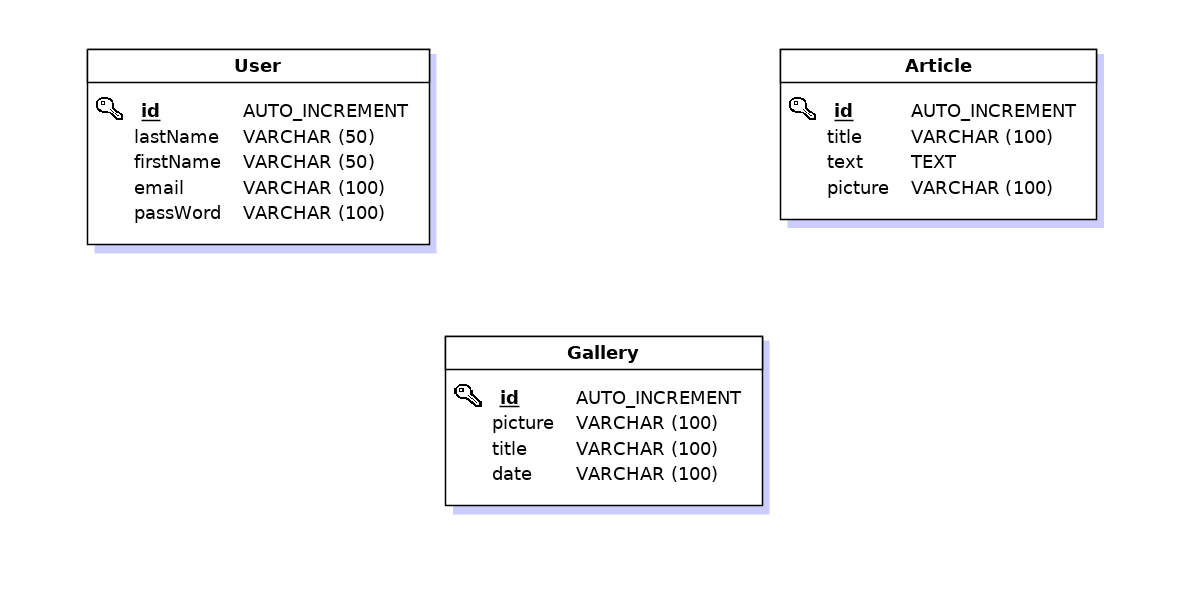 User
id AUTO_INCREMENT
lastName VARCHAR (50)
firstName VARCHAR (50)
email VARCHAR (100)
passWord VARCHAR (100)
Article
id AUTO_INCREMENT
title VARCHAR (100)
text TEXT
picture VARCHAR (100)
Gallery
id AUTO_INCREMENT
picture VARCHAR (100)
title VARCHAR (100)
date VARCHAR (100)